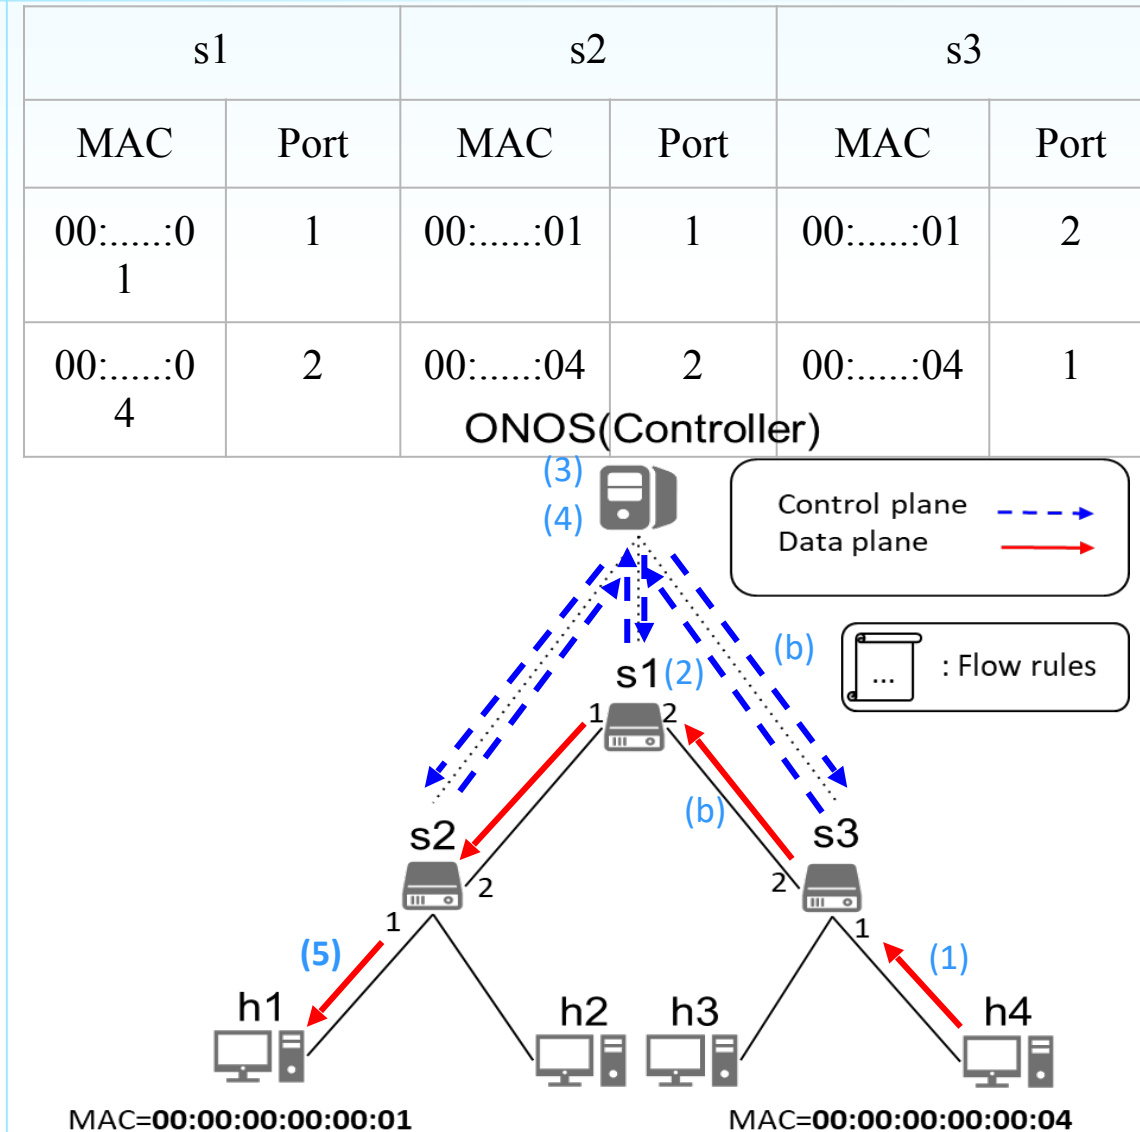 s1 s2 s3
MAC Port MAC Port MAC Port
00:.....:0
1 1 00:.....:01 1 00:.....:01 2
00:.....:0
4 2 00:.....:04 2 00:.....:04 1
ONOS(Controller)
(3)
(4)
Control plane
Data plane
(b)
... : Flow rules
s1 (2)
1 2
(b)
s2 s3
2 2
1 1
(5) (1)
h1 h2 h3 h4
MAC=00:00:00:00:00:01 MAC=00:00:00:00:00:04